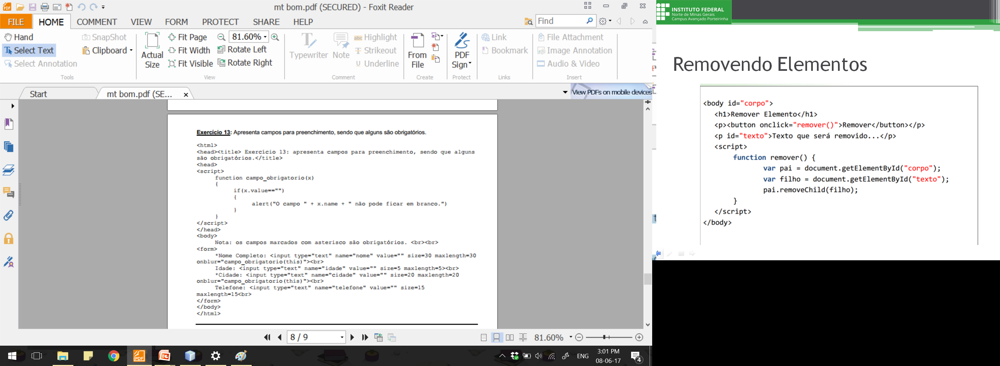 mt bom.pdf (SECURED) - Foxit Reader
FILE HOME COMMENT VIEW FORM PROTECT SHARE HELP
Find
Hand
Select Text
Select Annotation
SnapShot
Clipboard
Tools
Actual Size
Fit Page
Fit Width
Fit Visible
81.60%
Rotate Left
Rotate Right
View
Typewriter
Note
Highlight
Strikeout
Underline
Comment
From File
Create
PDF Sign
Protect
Link
Bookmark
Links
File Attachment
Image Annotation
Audio & Video
Insert
Start
mt bom.pdf (SE...
View PDFs on mobile devices
Exercício 13: Apresenta campos para preenchimento, sendo que alguns são obrigatórios.
<html>
<head><title> Exercício 13: apresenta campos para preenchimento, sendo que alguns
são obrigatórios.</title>
<head>
<script>
function campo_obrigatorio(x)
{
if(x.value=="")
{
alert("O campo " + x.name + " não pode ficar em branco.")
}
}
</script>
</head>
<body>
Nota: os campos marcados com asterisco são obrigatórios. <br><br>
<form>
*Nome Completo: <input type="text" name="nome" value="" size=30 maxlength=30
onblur="campo_obrigatorio(this)"><br>
Idade: <input type="text" name="idade" value="" size=5 maxlength=5><br>
*Cidade: <input type="text" name="cidade" value="" size=20 maxlength=20
onblur="campo_obrigatorio(this)"><br>
Telefone: <input type="text" name="telefone" value="" size=15
maxlength=15<br>
</form>
</body>
</html>
8 / 9
81.60%
ENG
3:01 PM
08-06-17
4
INSTITUTO FEDERAL
Norte de Minas Gerais
Campus Avançado Porteirinha
Removendo Elementos
<body id="corpo">
<h1>Remover Elemento</h1>
<p><button onclick="remover()">Remover</button></p>
<p id="texto">Texto que será removido...</p>
<script>
function remover() {
var pai = document.getElementById("corpo");
var filho = document.getElementById("texto");
pai.removeChild(filho);
}
</script>
</body>